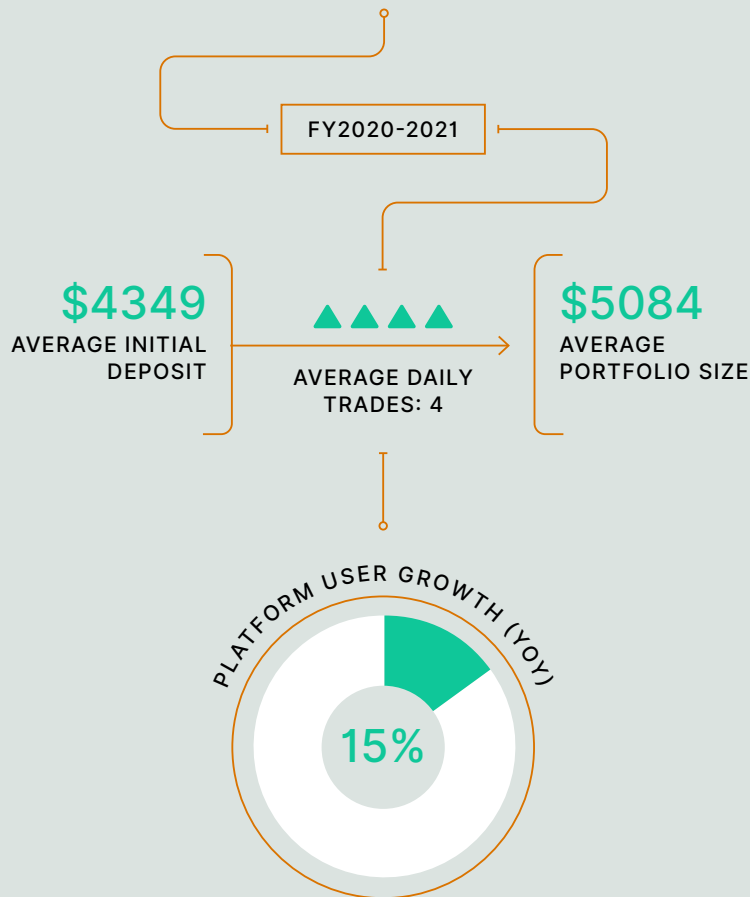 FY2020-2021
$4349
AVERAGE INITIAL
DEPOSIT
AVERAGE DAILY
TRADES: 4
$5084
AVERAGE
PORTFOLIO SIZE
PLATFORM USER GROWTH (YOY)
15%